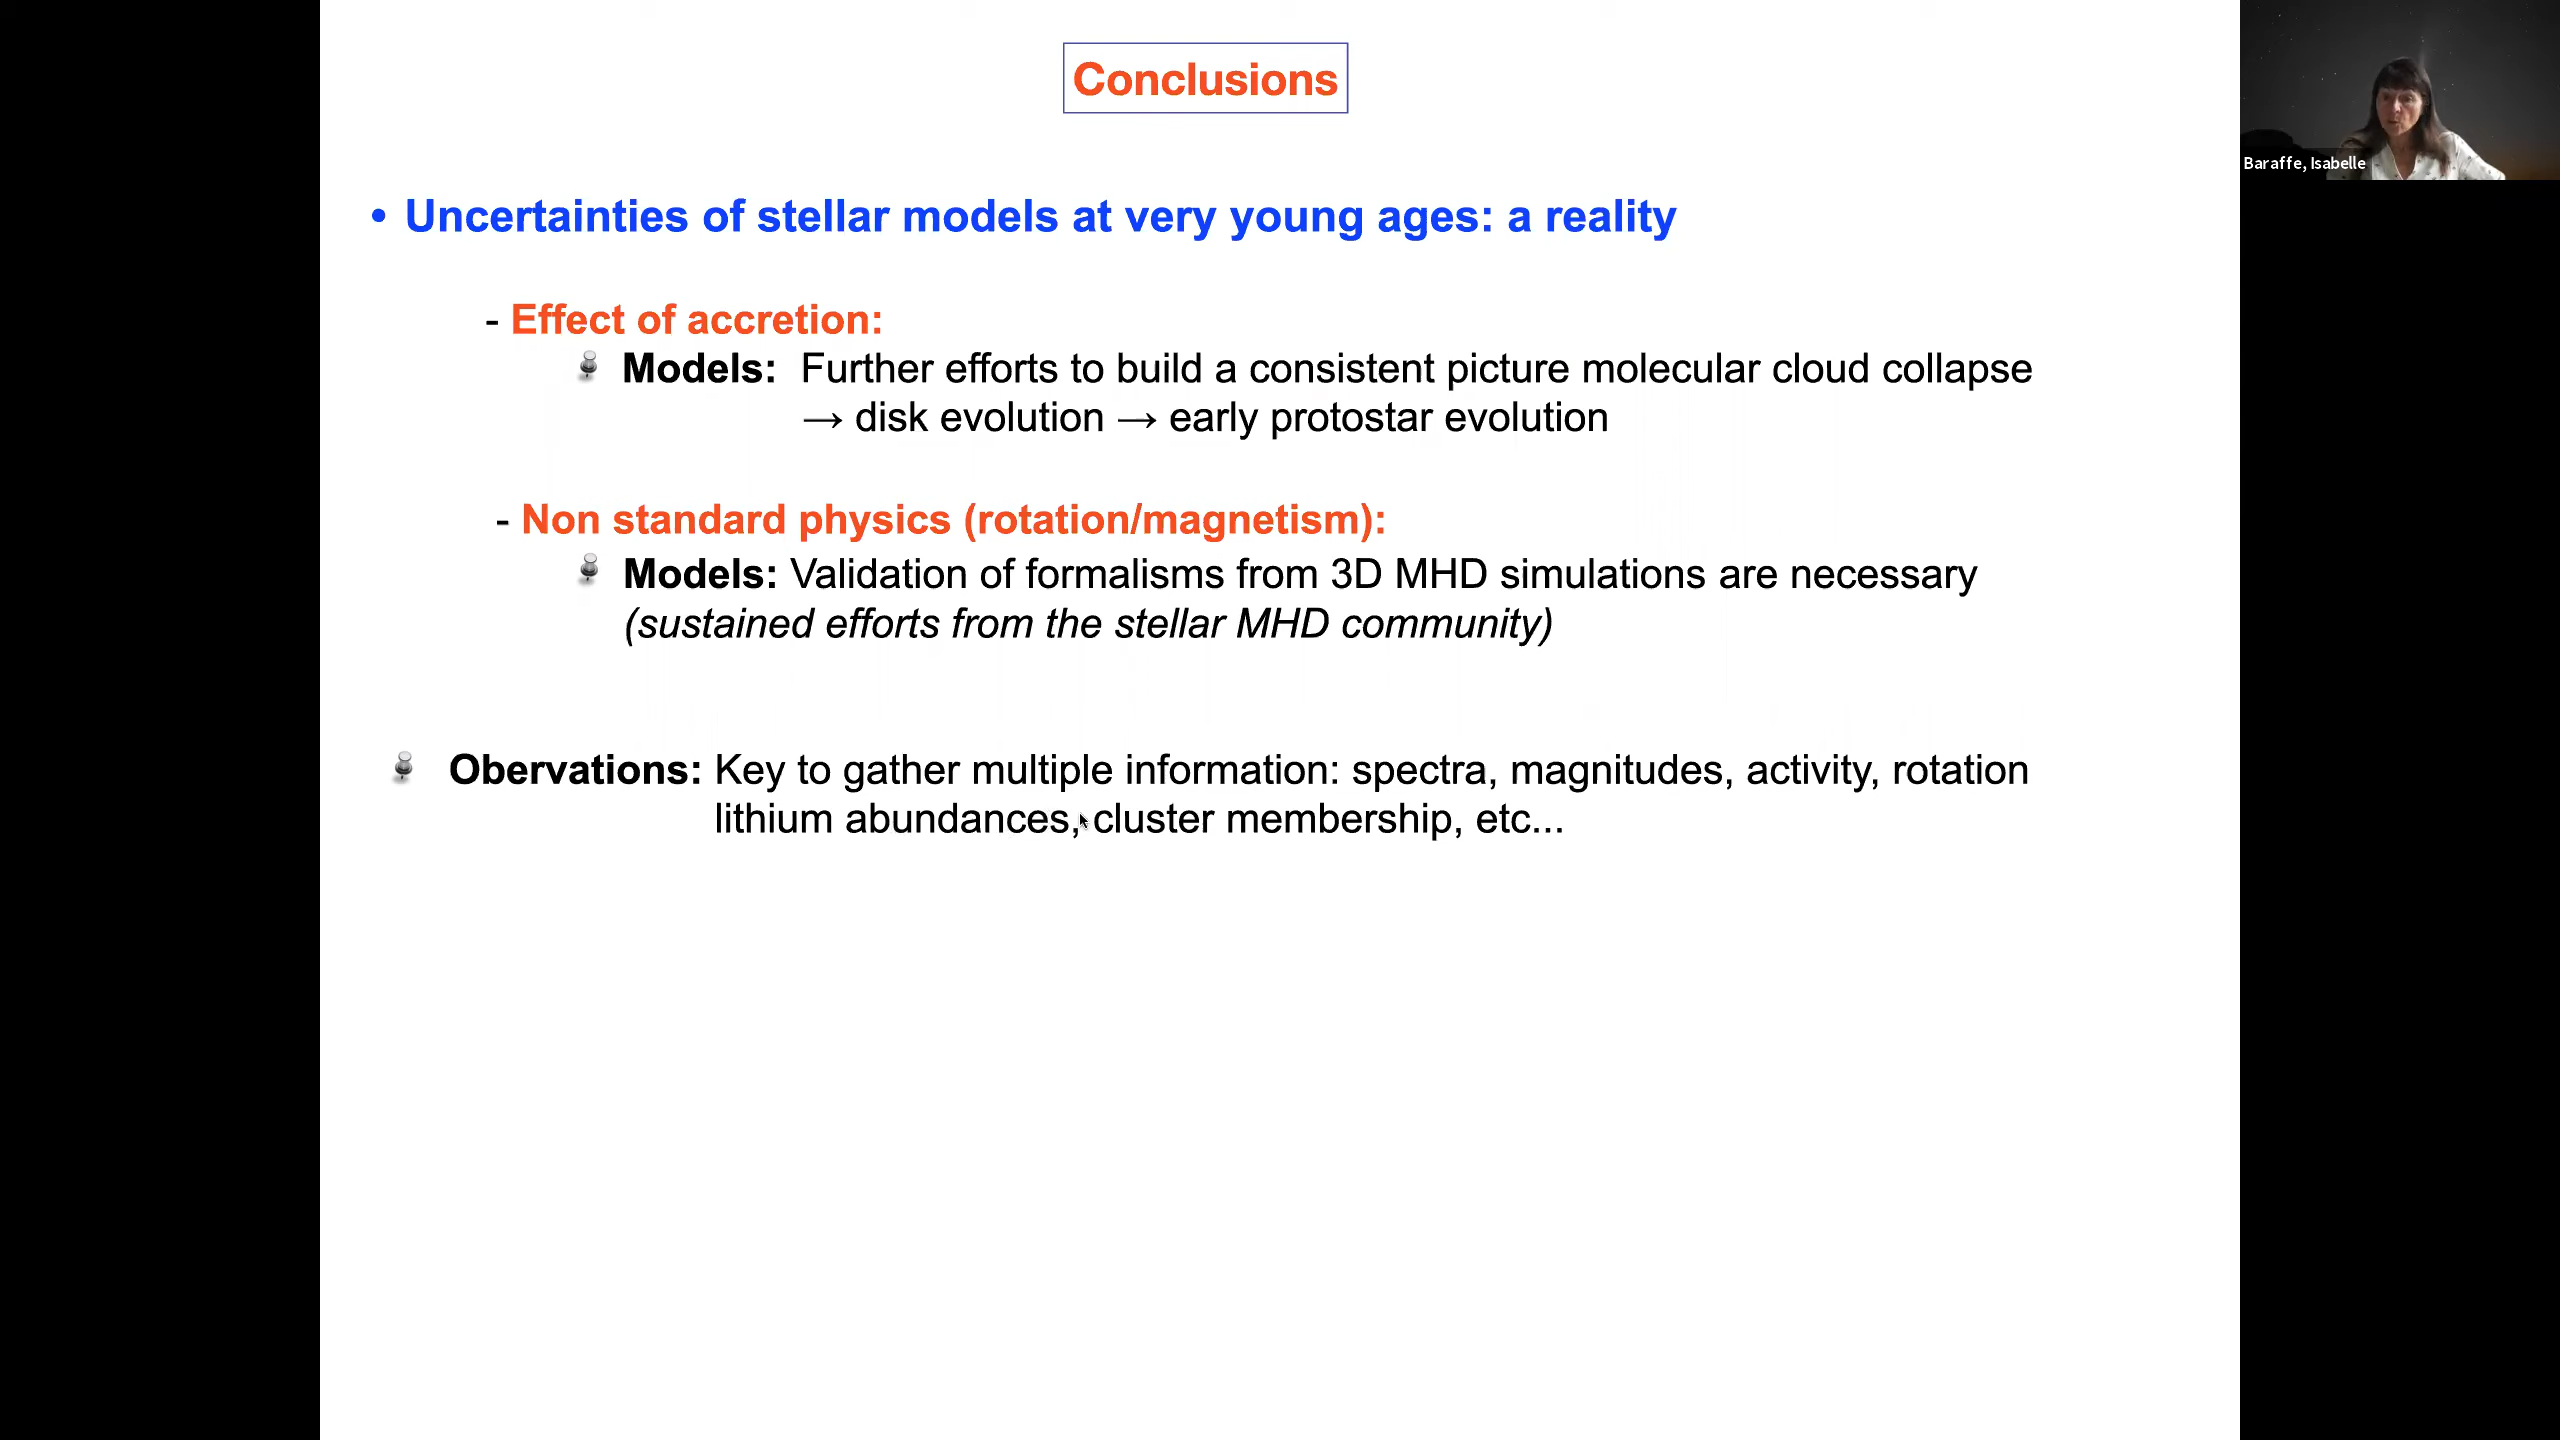 Conclusions
Baraffe, Isabelle
• Uncertainties of stellar models at very young ages: a reality
- Effect of accretion:
Models: Further efforts to build a consistent picture molecular cloud collapse
→ disk evolution → early protostar evolution
- Non standard physics (rotation/magnetism):
Models: Validation of formalisms from 3D MHD simulations are necessary
(sustained efforts from the stellar MHD community)
Obervations: Key to gather multiple information: spectra, magnitudes, activity, rotation
lithium abundances, cluster membership, etc...